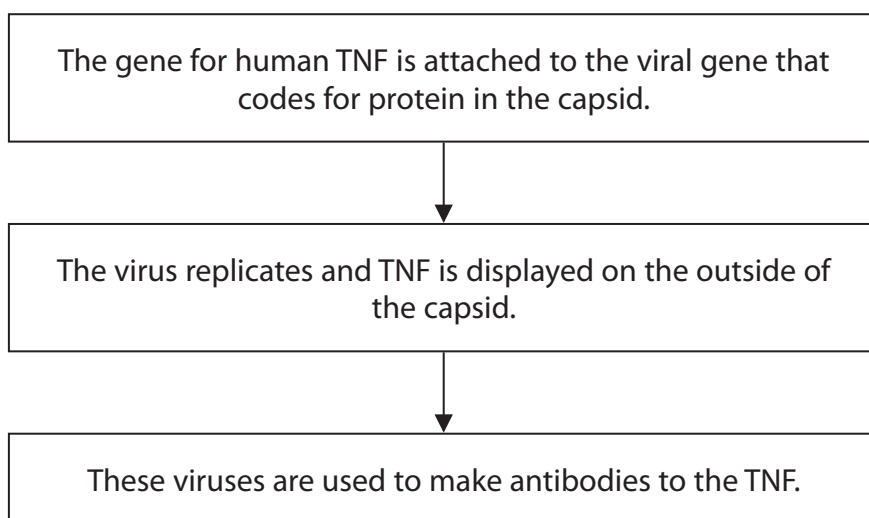 The gene for human TNF is attached to the viral gene that
codes for protein in the capsid.
The virus replicates and TNF is displayed on the outside of
the capsid.
These viruses are used to make antibodies to the TNF.